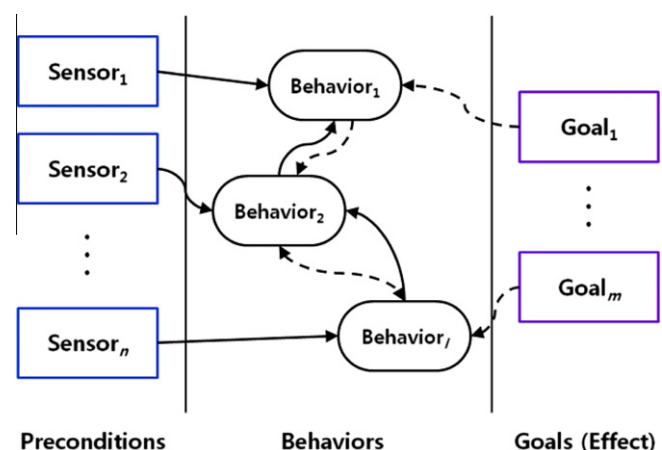 Sensor₁
Sensor₂
Sensorₙ
Behavior₁
Behavior₂
Behaviorₗ
Goal₁
Goalₘ
Preconditions
Behaviors
Goals (Effect)